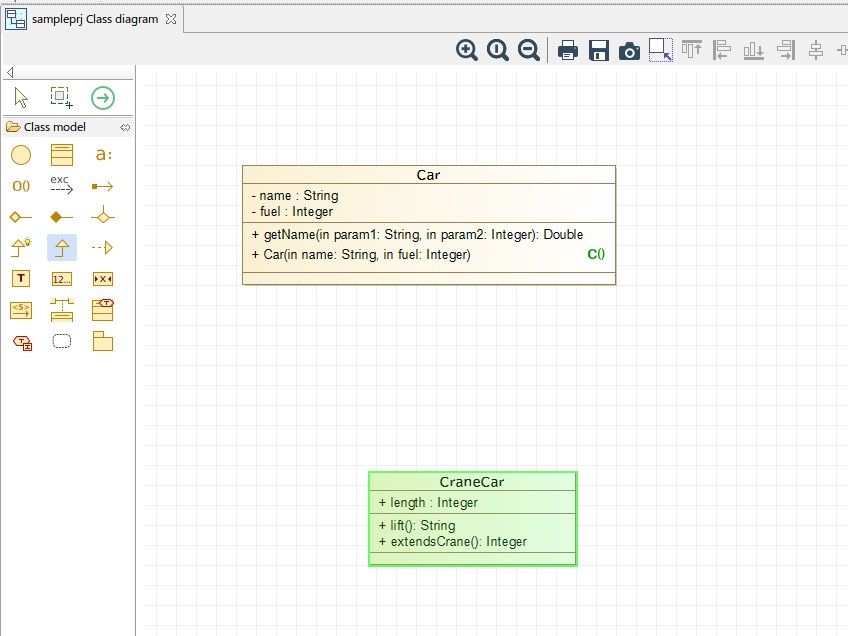 sampleprj Class diagram
Class model
a:
O()
exc
T
12...
X
<S>
T
T
Car
- name : String
- fuel : Integer
+ getName(in param1: String, in param2: Integer): Double
+ Car(in name: String, in fuel: Integer) C()
CraneCar
+ length : Integer
+ lift(): String
+ extendsCrane(): Integer